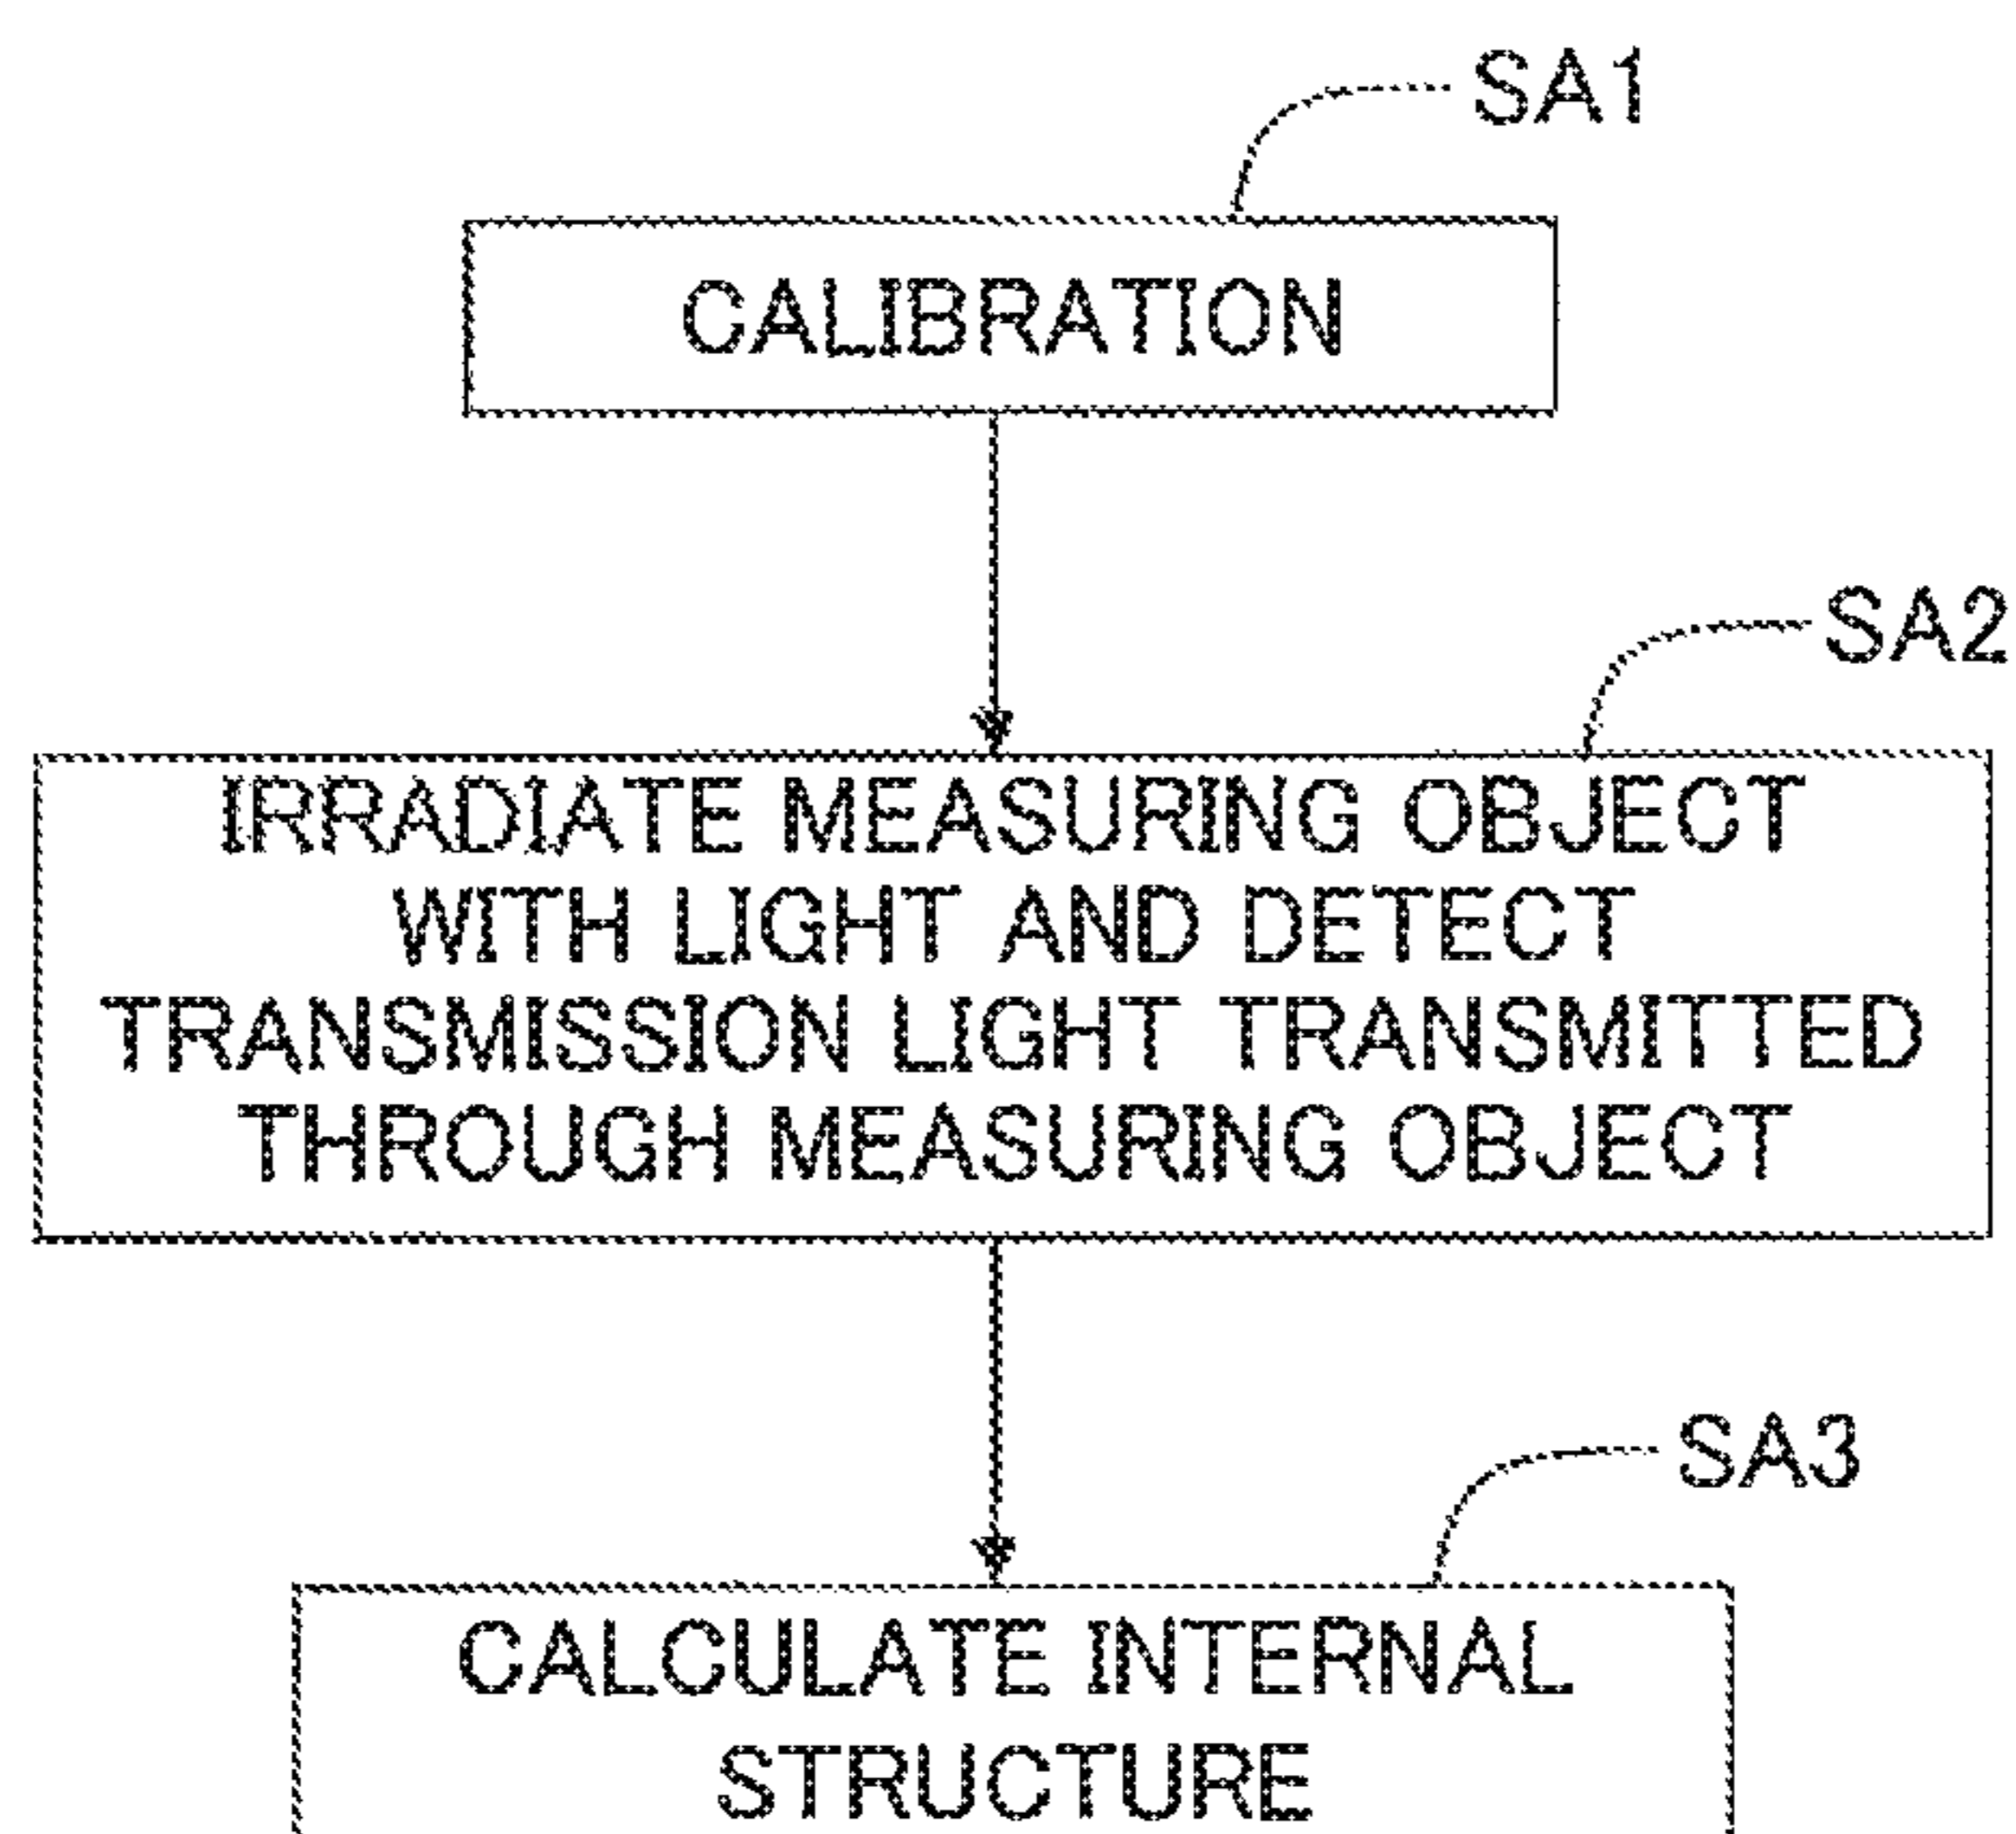 SA1
CALIBRATION
SA2
IRRADIATE MEASURING OBJECT
WITH LIGHT AND DETECT
TRANSMISSION LIGHT TRANSMITTED
THROUGH MEASURING OBJECT
SA3
CALCULATE INTERNAL
STRUCTURE